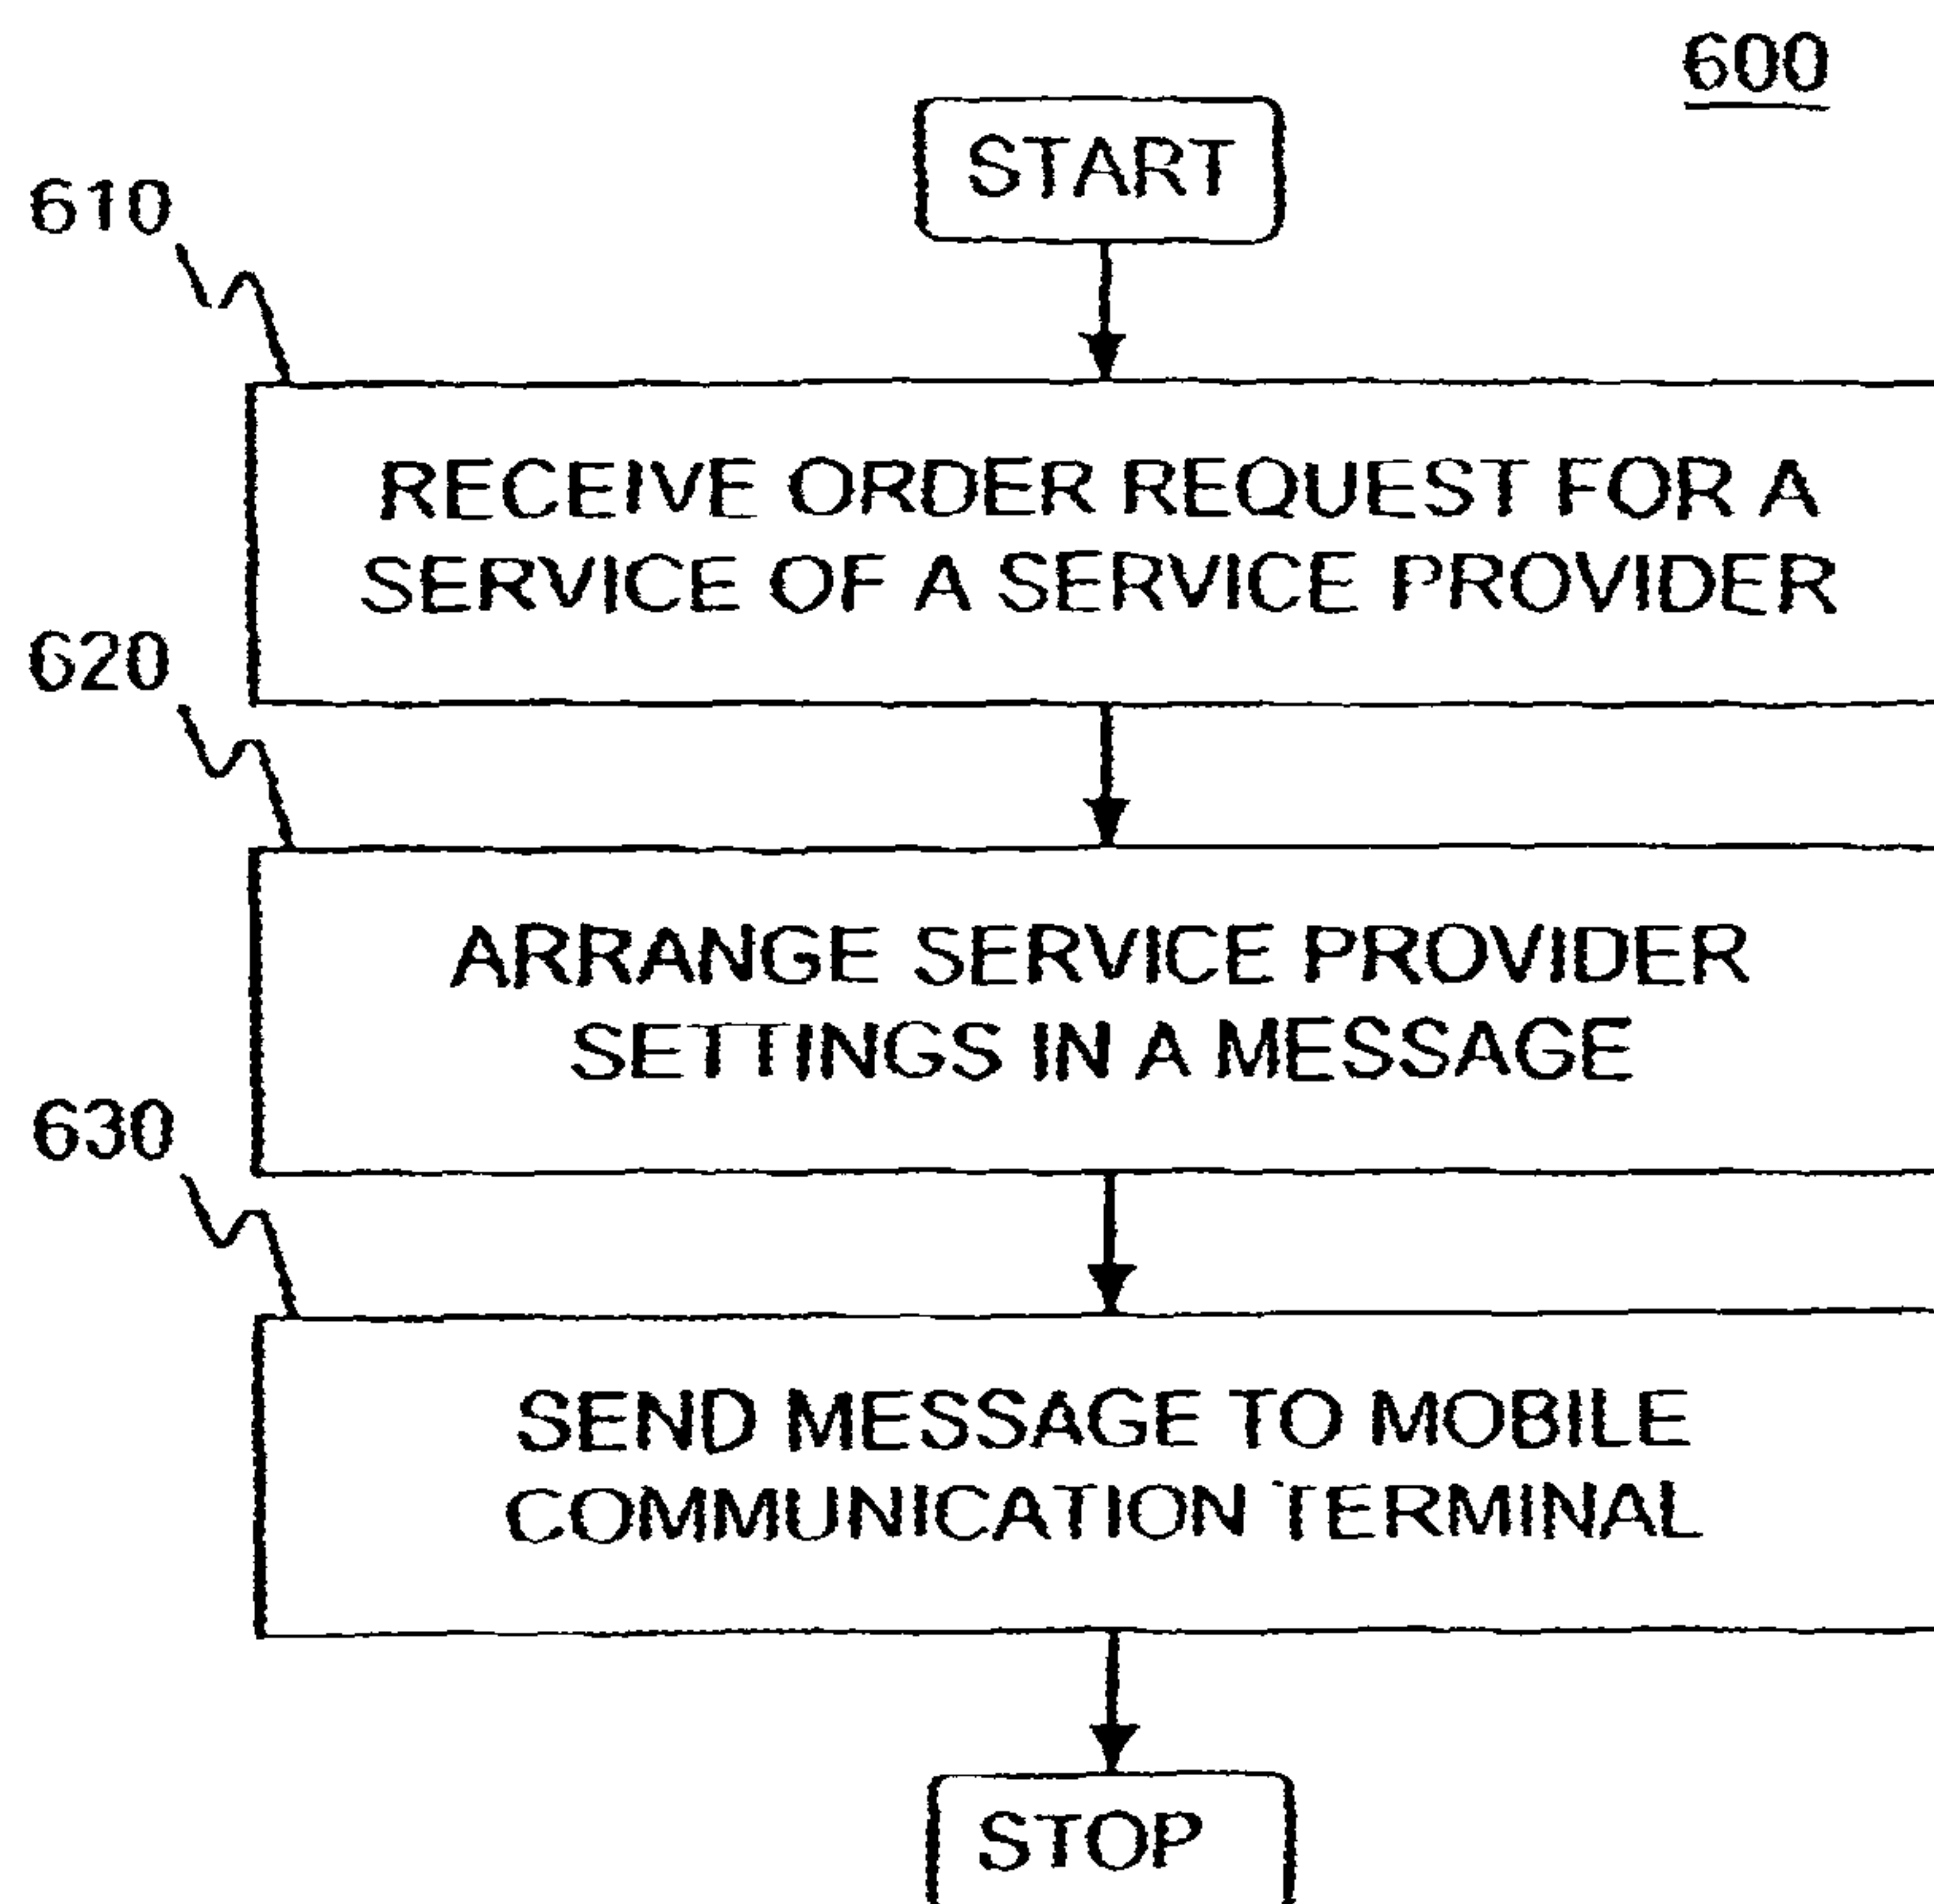 600
START
610
RECEIVE ORDER REQUEST FOR A
SERVICE OF A SERVICE PROVIDER
620
ARRANGE SERVICE PROVIDER
SETTINGS IN A MESSAGE
630
SEND MESSAGE TO MOBILE
COMMUNICATION TERMINAL
STOP